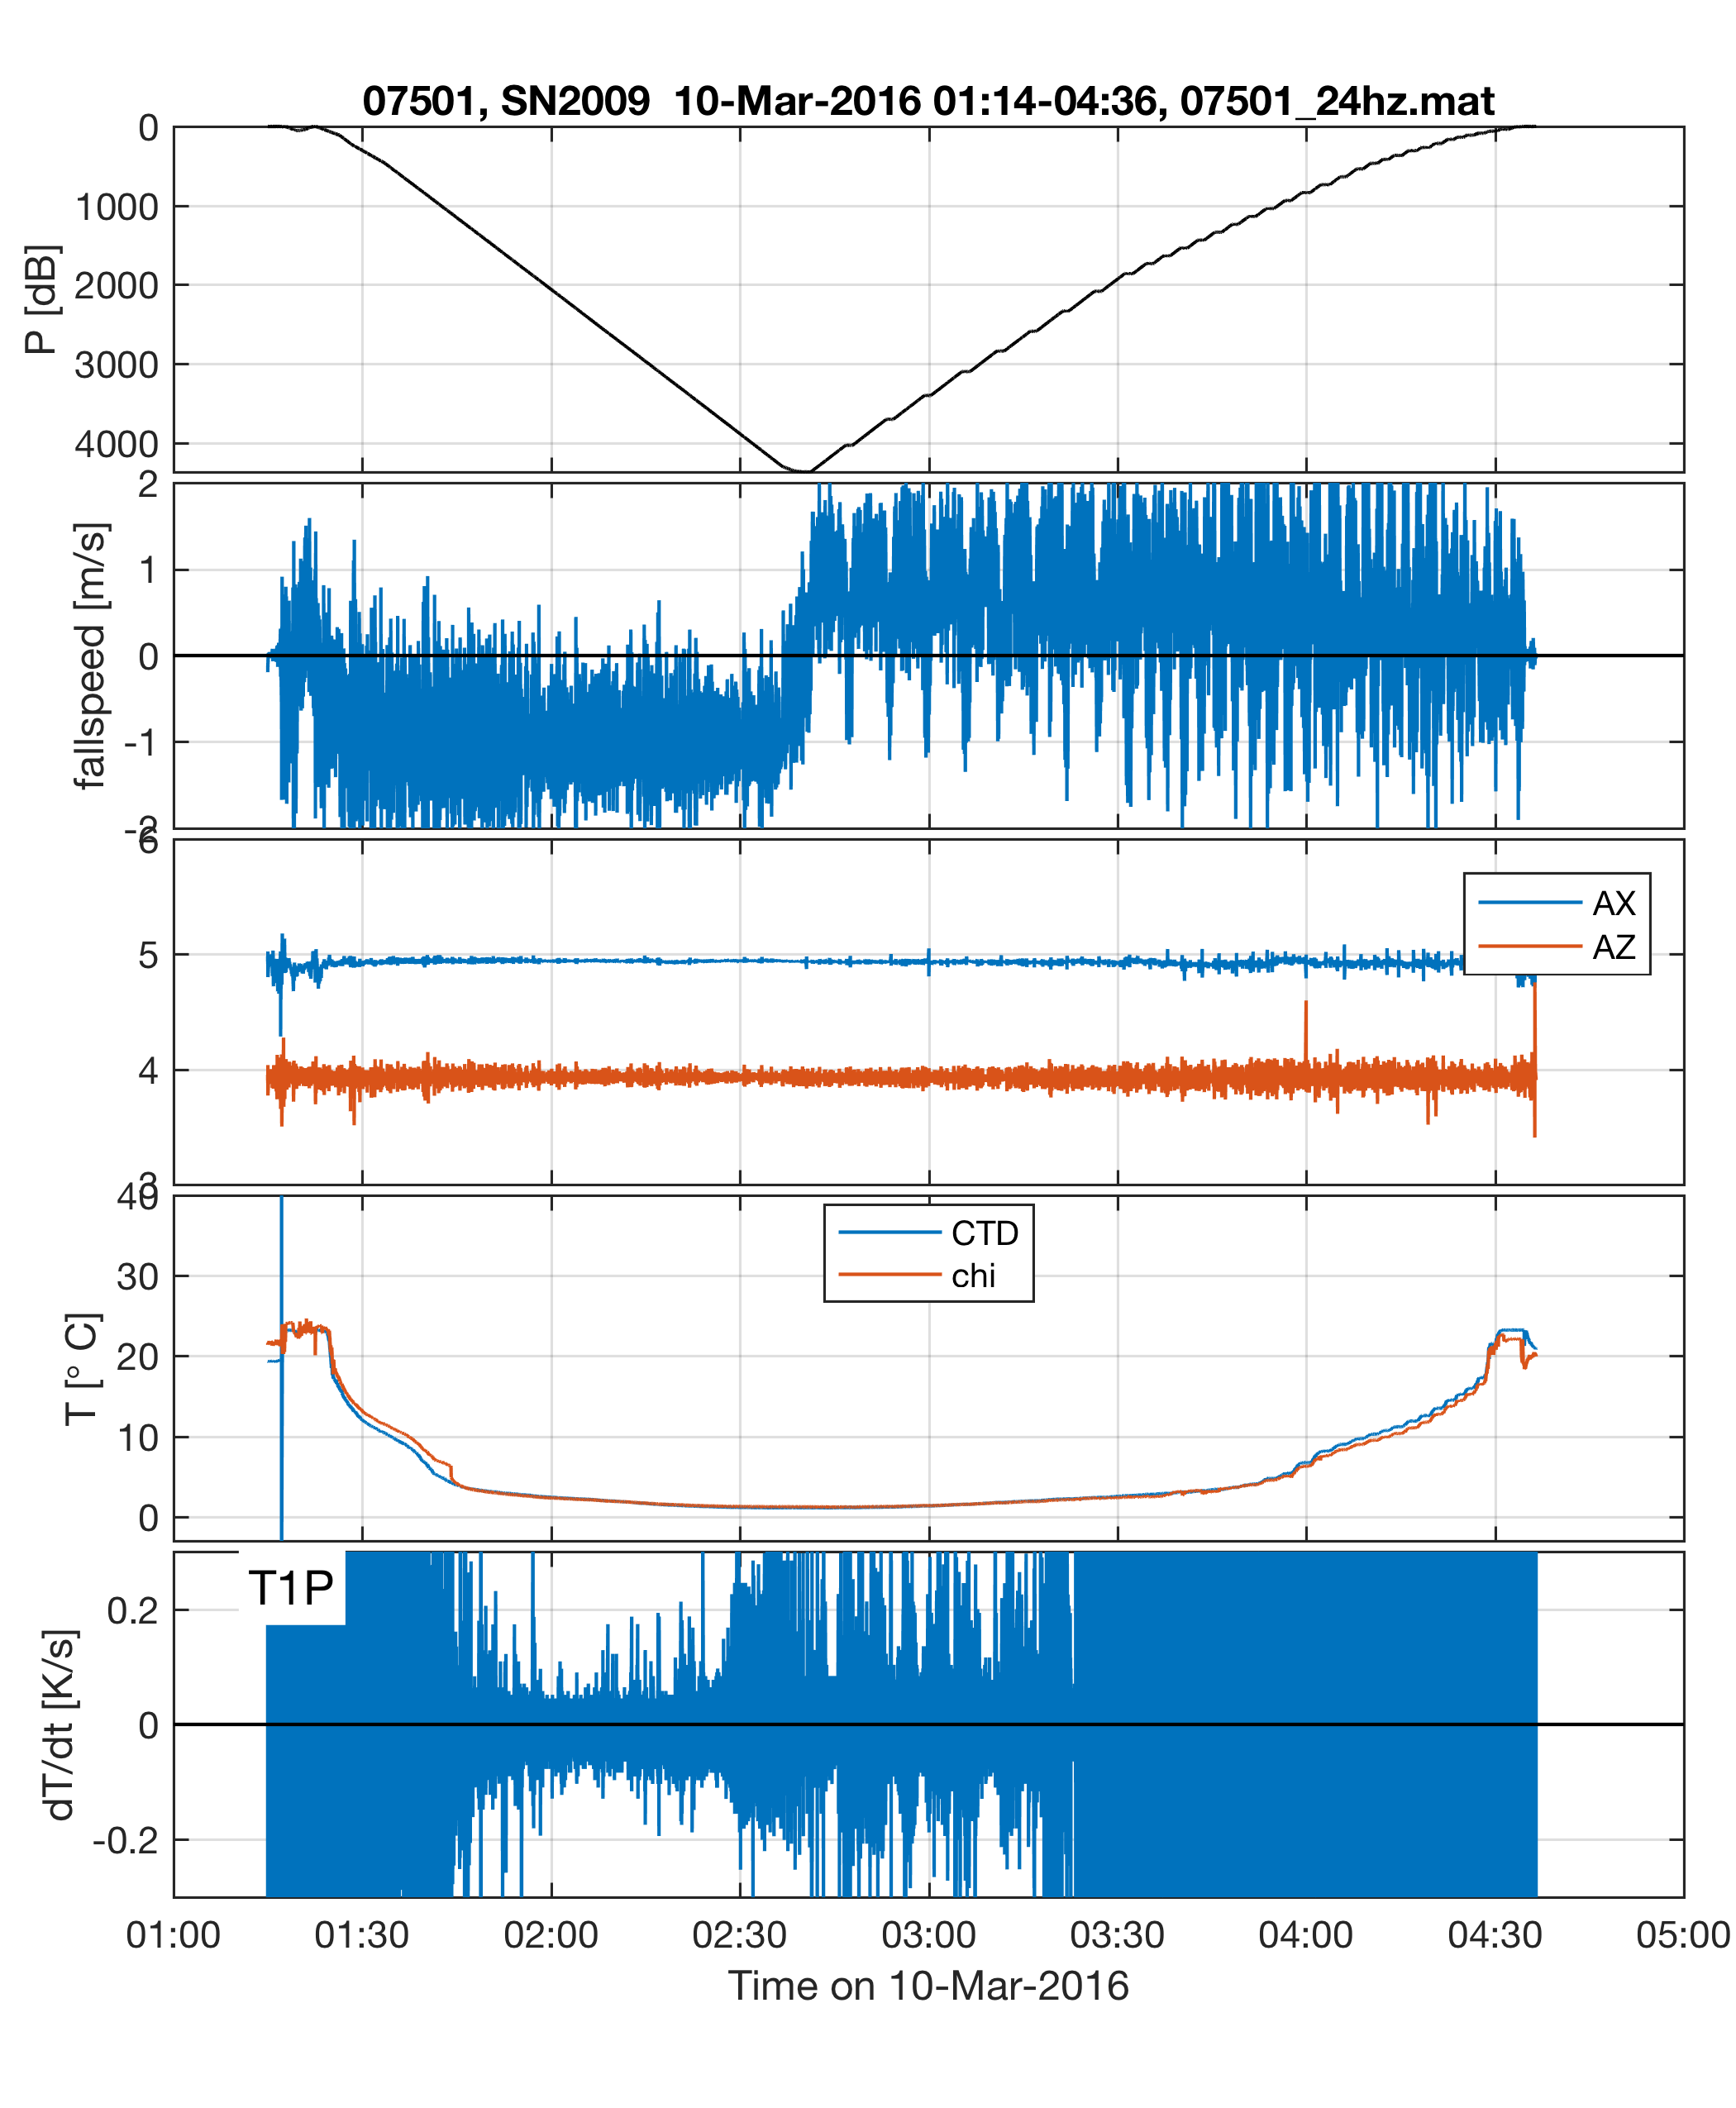 07501, SN2009  10-Mar-2016 01:14-04:36, 07501_24hz.mat
0
1000
2000
3000
4000
P [dB]
2
1
0
-1
-2
fallspeed [m/s]
6
5
4
3
AX
AZ
40
30
20
10
0
T [° C]
CTD
chi
T1P
0.2
0
-0.2
dT/dt [K/s]
01:00 01:30 02:00 02:30 03:00 03:30 04:00 04:30 05:00
Time on 10-Mar-2016